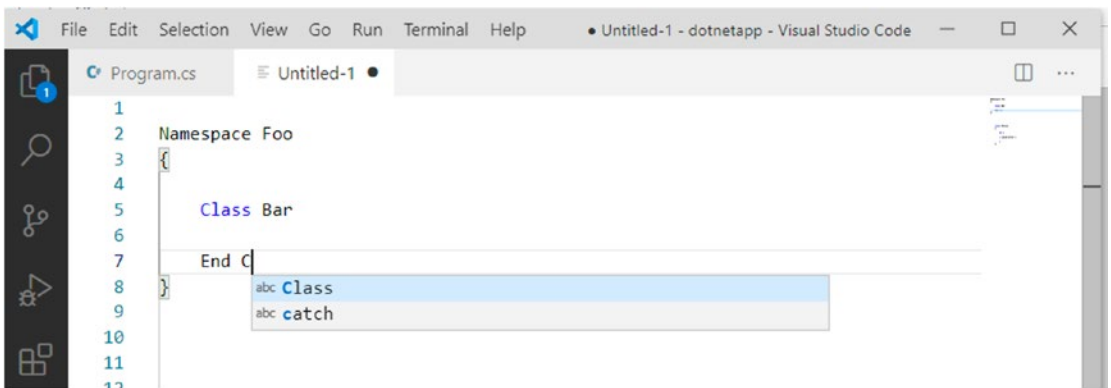 File Edit Selection View Go Run Terminal Help ● Untitled-1 - dotnetapp - Visual Studio Code
C# Program.cs Untitled-1 ●
1
1
2 Namespace Foo
3 {
4
5 Class Bar
6
7 End C
8 }
abc Class
9
abc catch
10
11
12